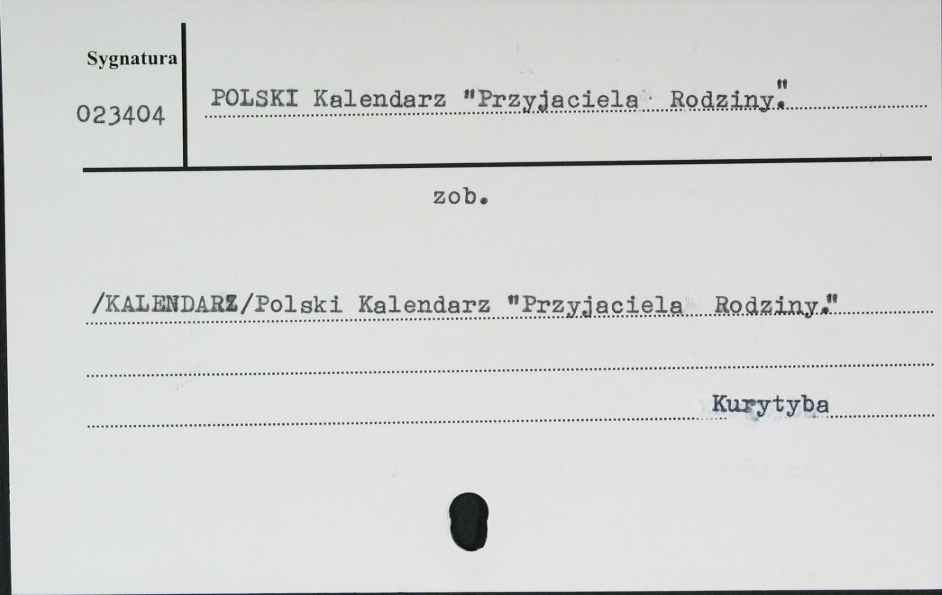 Sygnatura
023404
POLSKI Kalendarz "Przyjaciela Rodziny."
zob.
/KALENDARZ/Polski Kalendarz "Przyjaciela Rodziny."
Kurytyba